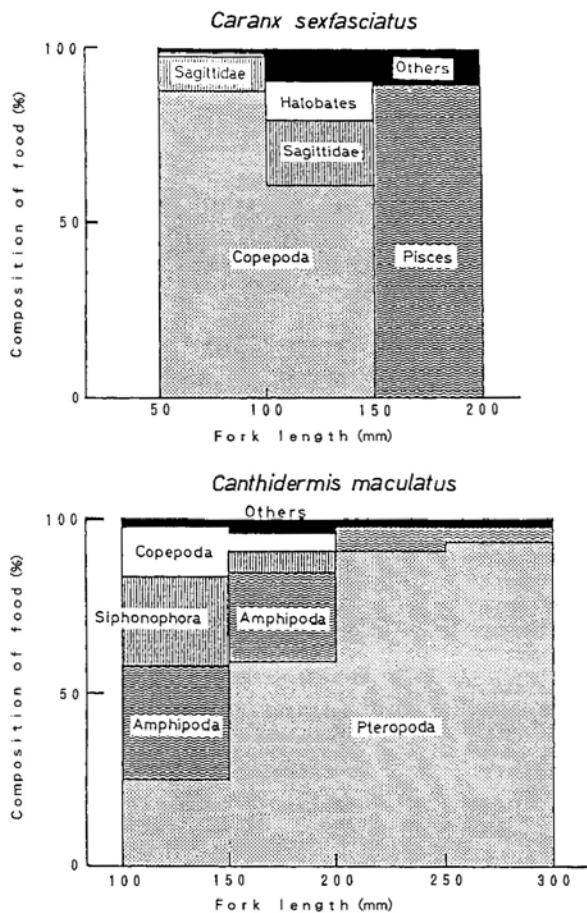 Caranx sexfasciatus
100
50
0
Composition of food (%)
Sagittidae
Others
Halobates
Sagittidae
Copepoda
Pisces
50 100 150 200
Fork length (mm)
Canthidermis maculatus
Others
100
50
0
Composition of food (%)
Copepoda
Siphonophora
Amphipoda
Amphipoda
Pteropoda
100 150 200 250 300
Fork length (mm)